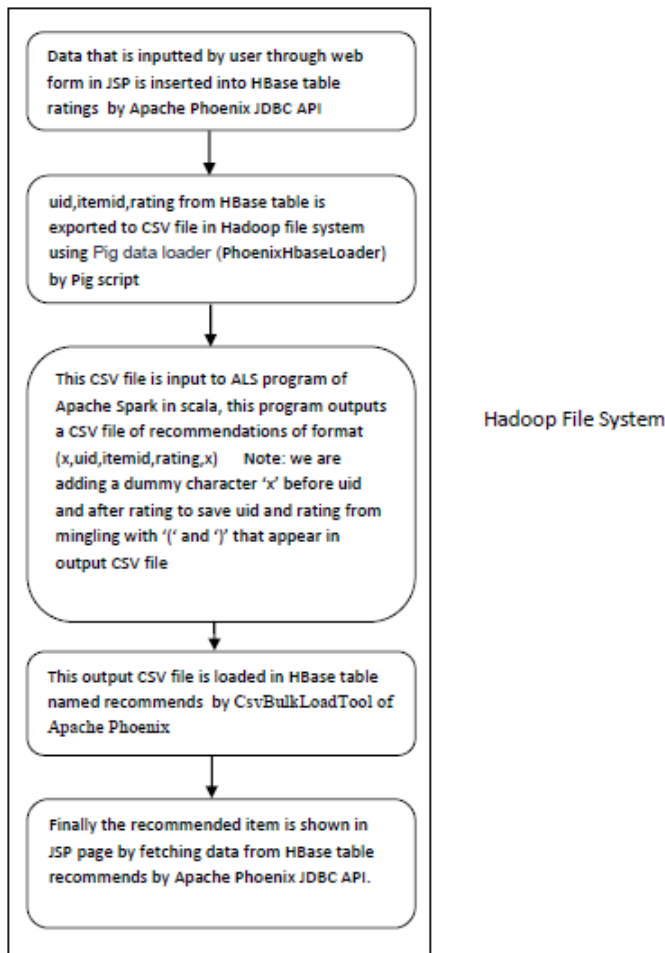 Data that is inputted by user through web
form in JSP is inserted into HBase table
ratings by Apache Phoenix JDBC API
uid,itemid,rating from HBase table is
exported to CSV file in Hadoop file system
using Pig data loader (PhoenixHbaseLoader)
by Pig script
This CSV file is input to ALS program of
Apache Spark in scala, this program outputs
a CSV file of recommendations of format
(x,uid,itemid,rating,x) Note: we are
adding a dummy character ‘x’ before uid
and after rating to save uid and rating from
mingling with ‘(‘ and ‘)’ that appear in
output CSV file
Hadoop File System
This output CSV file is loaded in HBase table
named recommends by CsvBulkLoadTool of
Apache Phoenix
Finally the recommended item is shown in
JSP page by fetching data from HBase table
recommends by Apache Phoenix JDBC API.